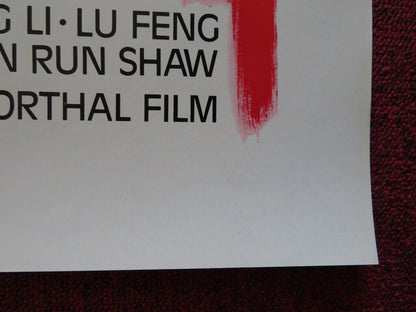 G LI · LU FENG
N RUN SHAW
ORTHAL FILM